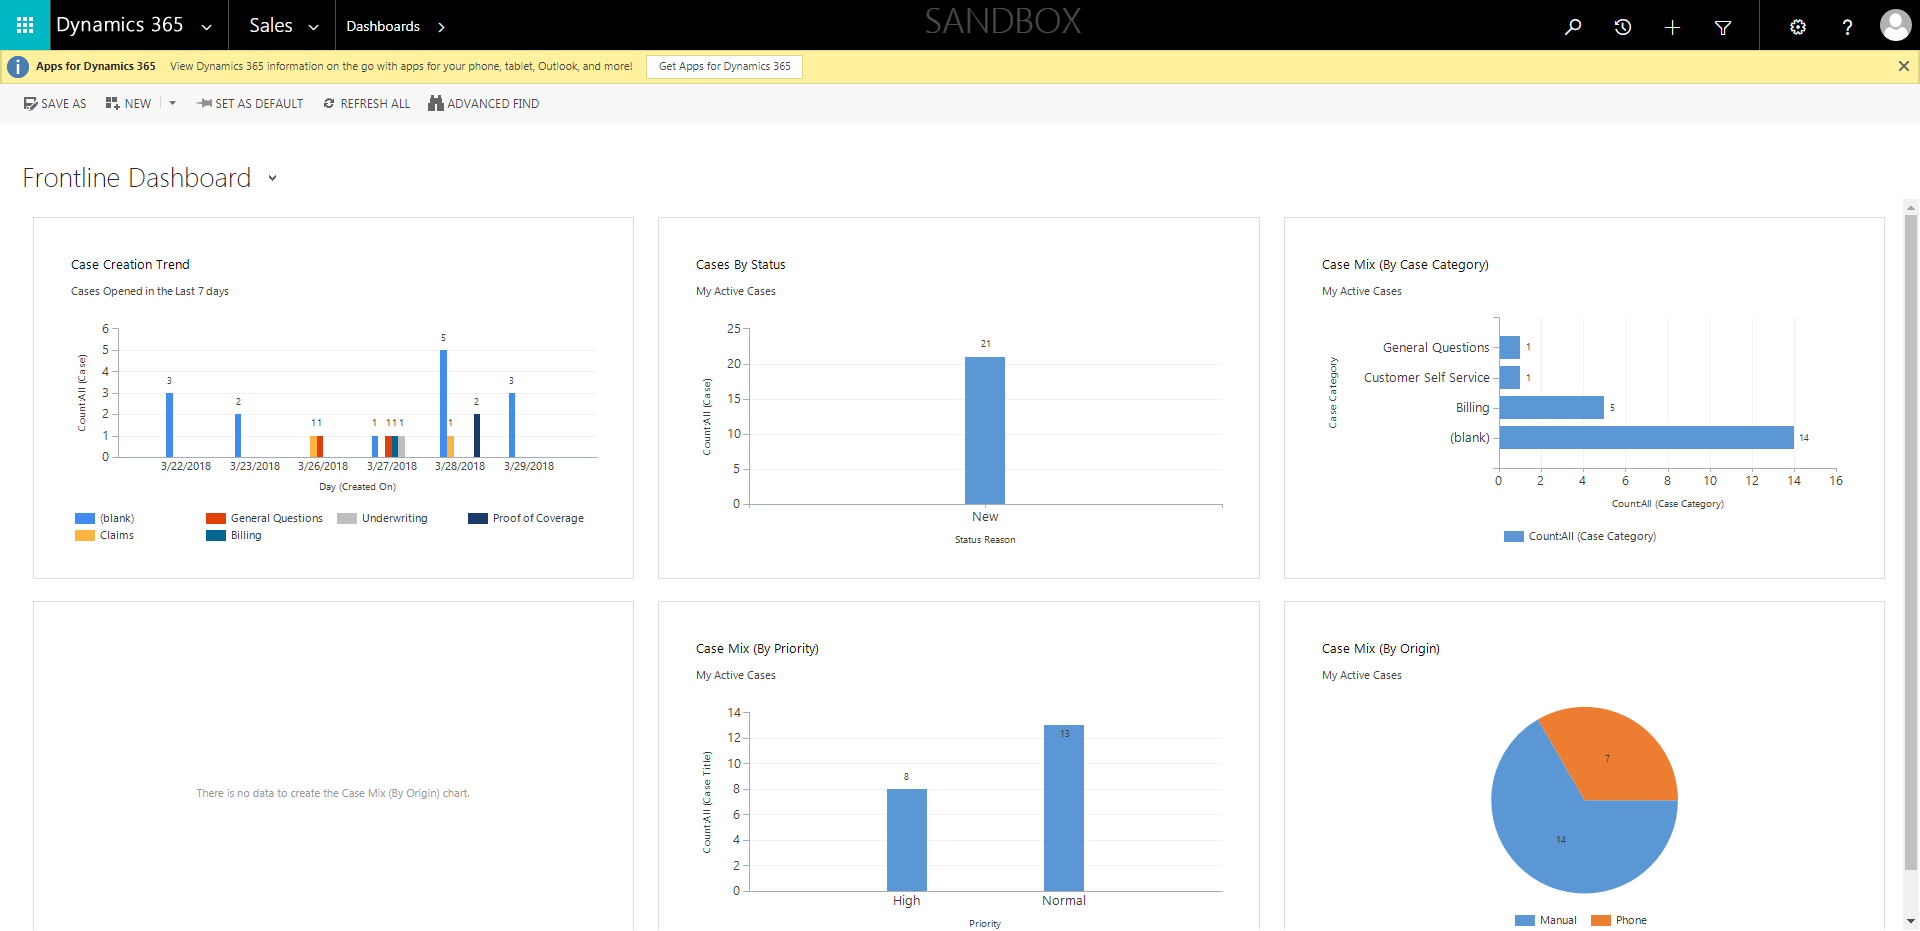 Dynamics 365 Sales Dashboards SANDBOX ?
i Apps for Dynamics 365 View Dynamics 365 information on the go with apps for your phone, tablet, Outlook, and more! Get Apps for Dynamics 365
SAVE AS NEW SET AS DEFAULT REFRESH ALL ADVANCED FIND
Frontline Dashboard
Case Creation Trend
Cases Opened in the Last 7 days
Count:All (Case)
6
5
4
3
2
1
0
3
2
1 1
1 1 1 1
5
1
2
3
3/22/2018 3/23/2018 3/26/2018 3/27/2018 3/28/2018 3/29/2018
Day (Created On)
(blank) General Questions Underwriting Proof of Coverage
Claims Billing
Cases By Status
My Active Cases
Count:All (Case)
25
20
15
10
5
0
21
New
Status Reason
Case Mix (By Case Category)
My Active Cases
Case Category
General Questions 1
Customer Self Service 1
Billing 5
(blank) 14
0 2 4 6 8 10 12 14 16
Count:All (Case Category)
Count:All (Case Category)
There is no data to create the Case Mix (By Origin) chart.
Case Mix (By Priority)
My Active Cases
Count:All (Case Title)
14
12
10
8
6
4
2
0
8
13
High Normal
Priority
Case Mix (By Origin)
My Active Cases
7
14
Manual Phone